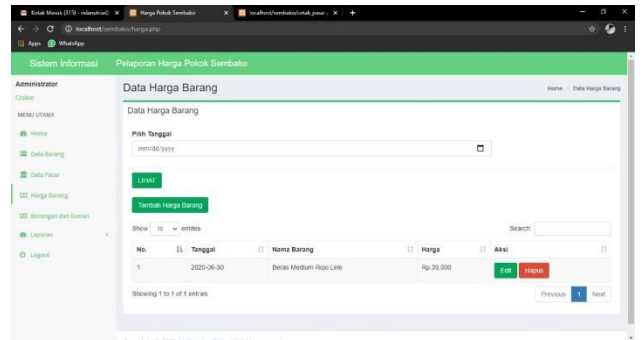 Kotak Masuk (315) - ridanutria0
Harga Pokok Sembako
localhost/sembako/cetak_pasar.p
localhost/sembako/harga.php
Apps WhatsApp
Sistem Informasi Pelaporan Harga Pokok Sembako
Administrator
Online
MENU UTAMA
Home
Data Barang
Data Pasar
Harga Barang
Borongan dan Eceran
Laporan
Logout
Data Harga Barang
Home Data Harga Barang
Data Harga Barang
Pilih Tanggal
mm/dd/yyyy
LIHAT
Tambah Harga Barang
Show 10 entries
Search:
No. Tanggal Nama Barang Harga Aksi
1 2020-06-30 Beras Medium Rojo Lele Rp.39,000 Edit Hapus
Showing 1 to 1 of 1 entries
Previous 1 Next